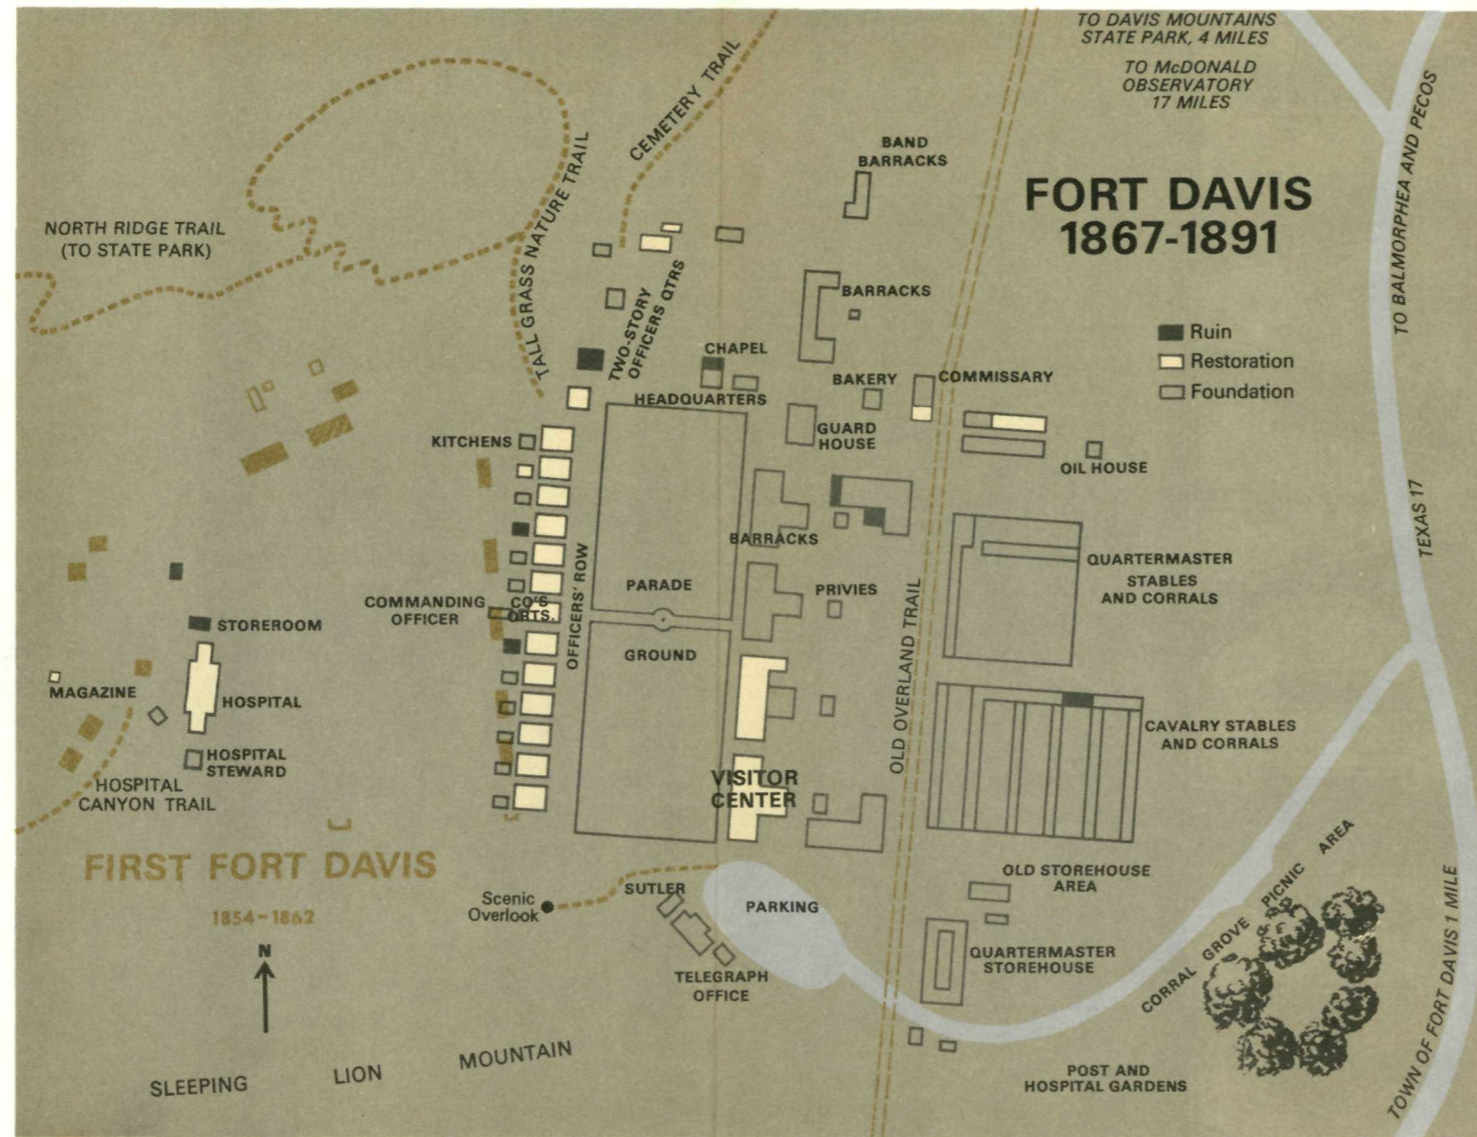 TO DAVIS MOUNTAINS
STATE PARK, 4 MILES
TO McDONALD
OBSERVATORY
17 MILES
TO BALMORPHEA AND PECOS
CEMETERY TRAIL
BAND
BARRACKS
FORT DAVIS
1867-1891
NORTH RIDGE TRAIL
(TO STATE PARK)
TALL GRASS NATURE TRAIL
TWO-STORY
OFFICERS QTRS
BARRACKS
Ruin
Restoration
Foundation
CHAPEL
HEADQUARTERS
BAKERY
COMMISSARY
KITCHENS
GUARD
HOUSE
OIL HOUSE
BARRACKS
TEXAS 17
QUARTERMASTER
STABLES
AND CORRALS
OFFICERS' ROW
PARADE
PRIVIES
COMMANDING
OFFICER
CO'S
QRTS.
STOREROOM
GROUND
OLD OVERLAND TRAIL
MAGAZINE
HOSPITAL
CAVALRY STABLES
AND CORRALS
HOSPITAL
STEWARD
VISITOR
CENTER
HOSPITAL
CANYON TRAIL
FIRST FORT DAVIS
1854-1862
Scenic
Overlook
SUTLER
PARKING
OLD STOREHOUSE
AREA
CORRAL GROVE PICNIC AREA
TOWN OF FORT DAVIS 1 MILE
N
TELEGRAPH
OFFICE
QUARTERMASTER
STOREHOUSE
SLEEPING LION MOUNTAIN
POST AND
HOSPITAL GARDENS